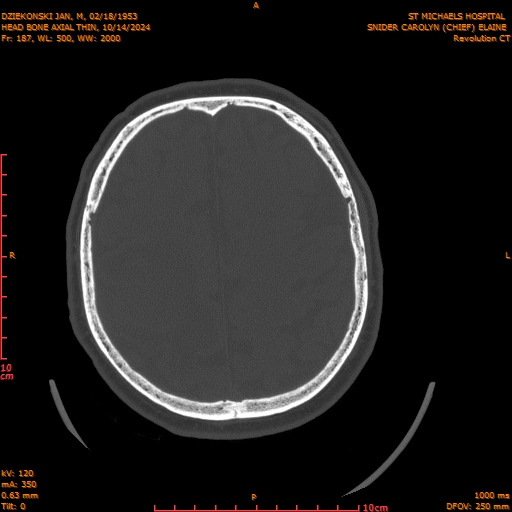 A
DZIEKONSKI JAN, M, 02/18/1953
HEAD BONE AXIAL THIN, 10/14/2024
Fr: 187, WL: 500, WW: 2000
ST MICHAELS HOSPITAL
SNIDER CAROLYN (CHIEF) ELAINE
Revolution CT
R
L
10
cm
kV: 120
mA: 350
0.63 mm
Tilt: 0
P
10cm
1000 ms
DFOV: 250 mm